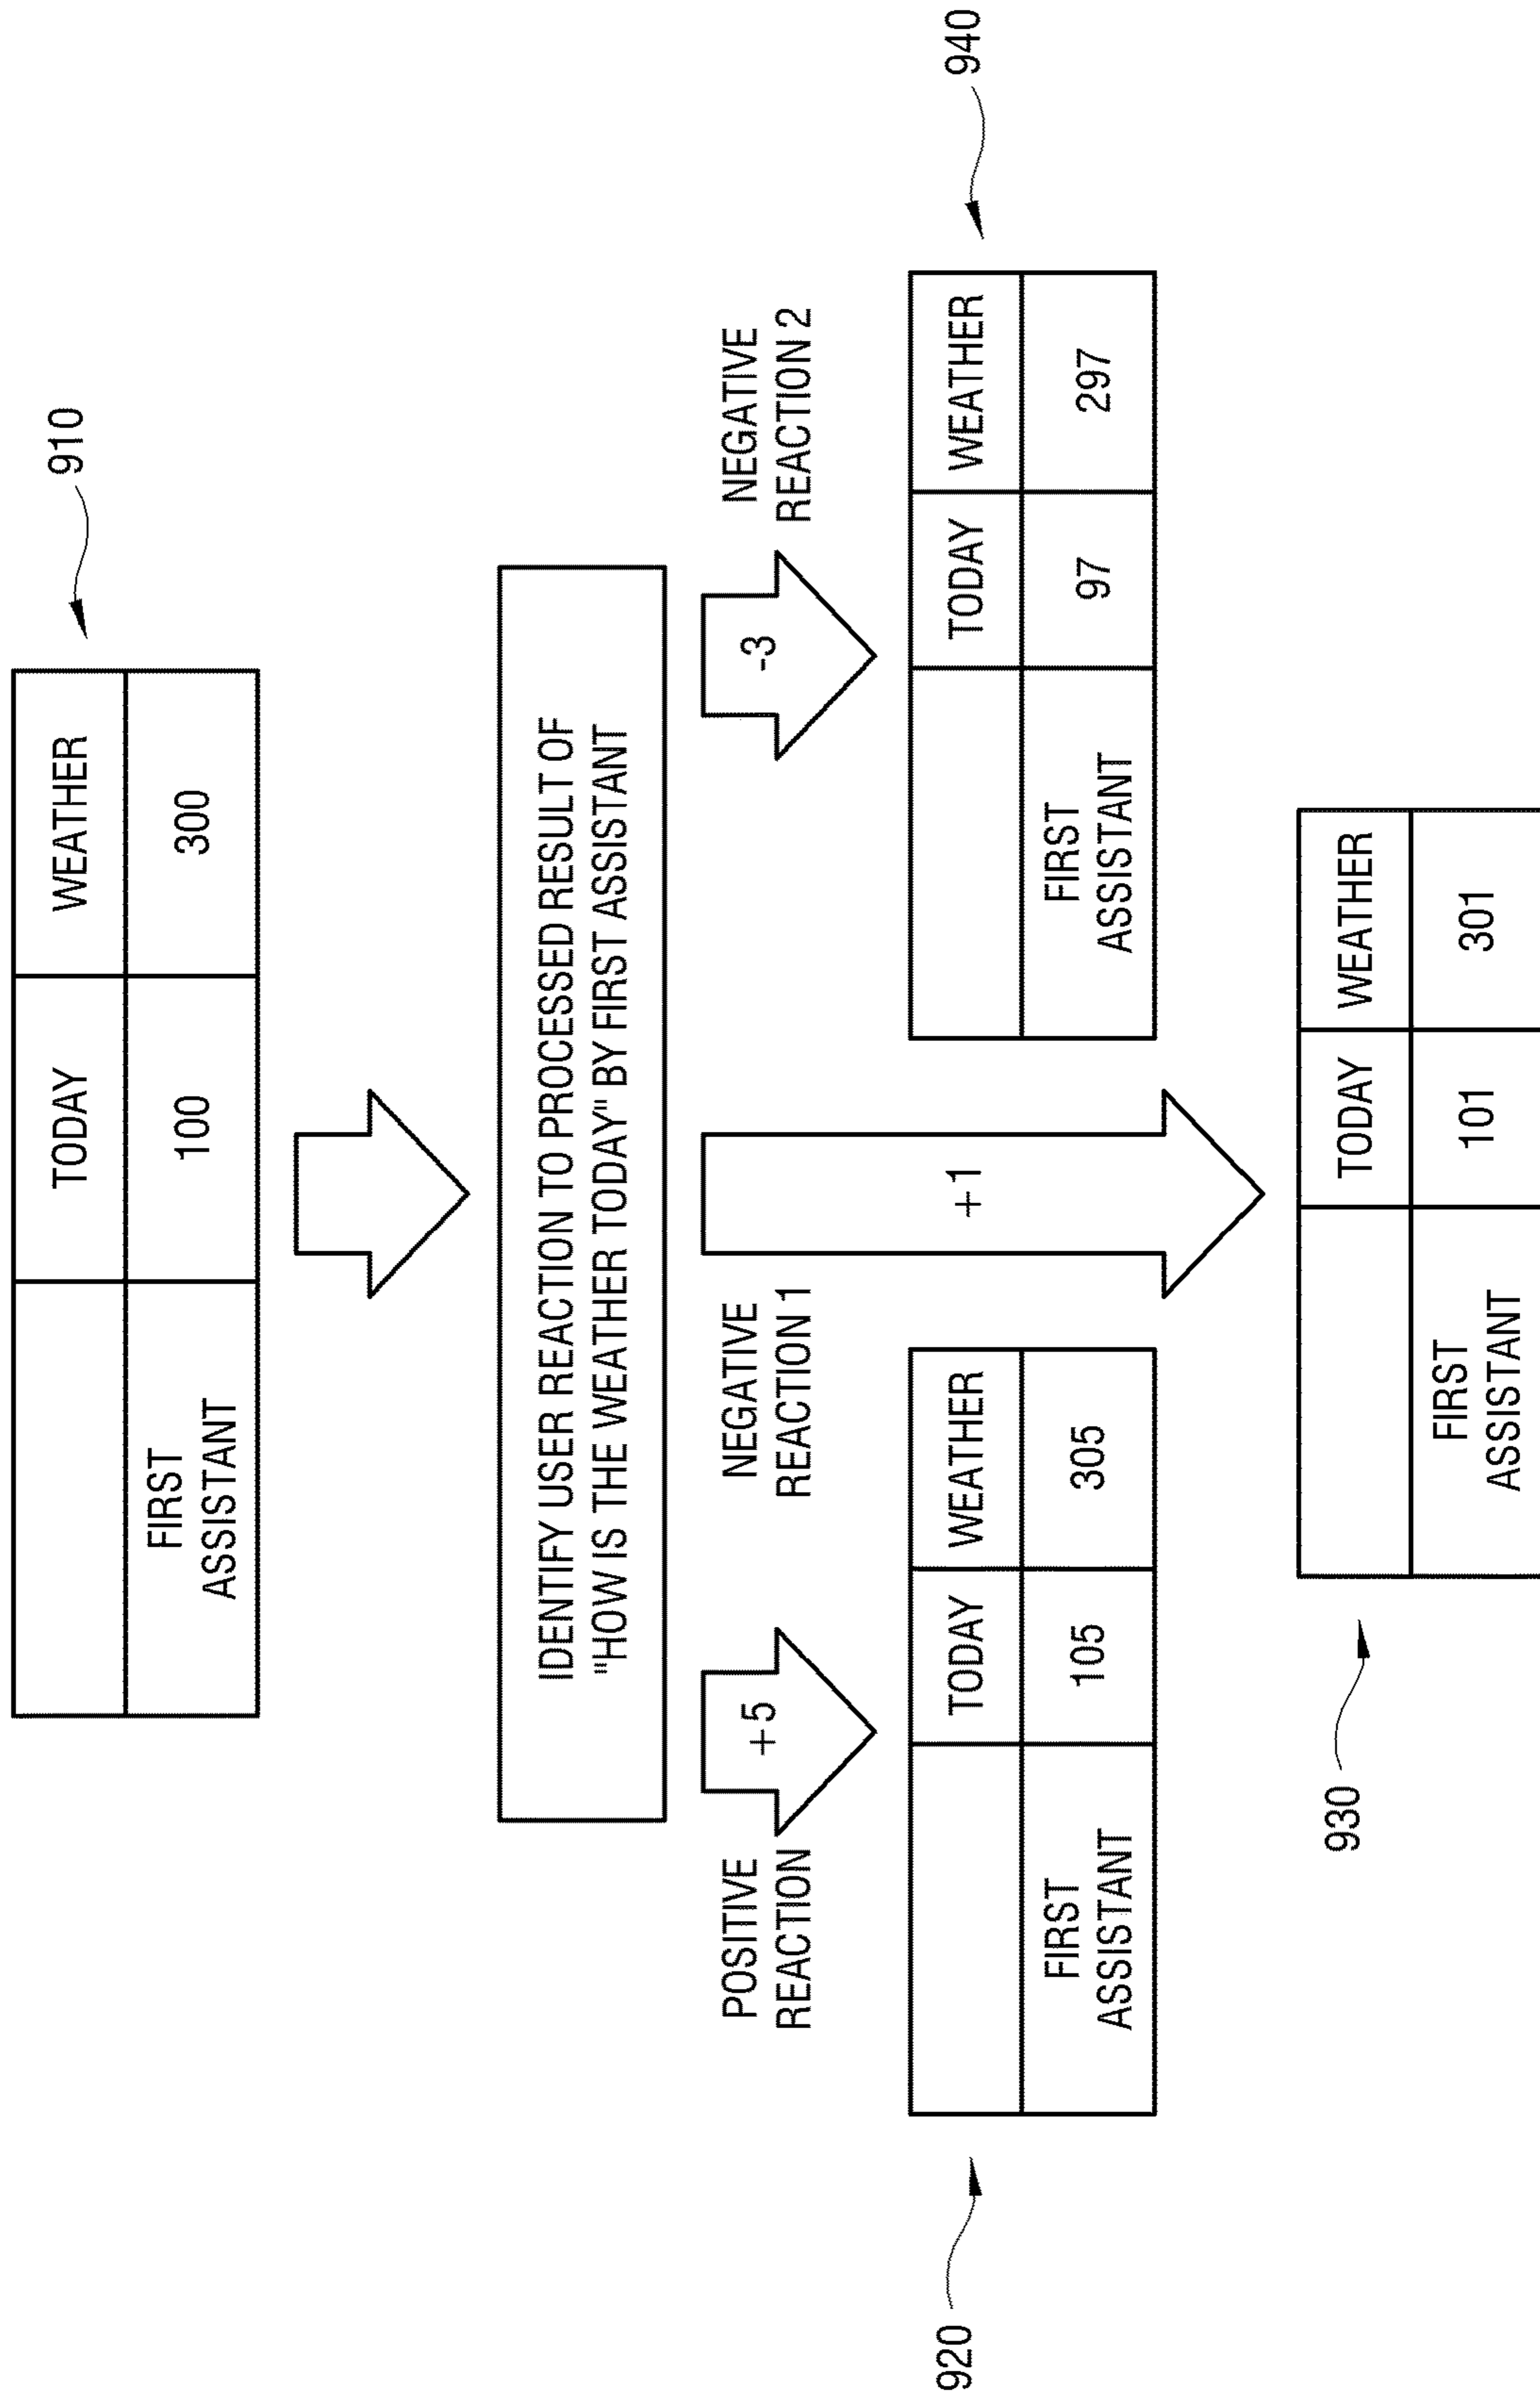 910
TODAY
WEATHER
FIRST
ASSISTANT
100
300
IDENTIFY USER REACTION TO PROCESSED RESULT OF
"HOW IS THE WEATHER TODAY" BY FIRST ASSISTANT
POSITIVE
REACTION
+5
NEGATIVE
REACTION 1
+1
-3
NEGATIVE
REACTION 2
920
TODAY
WEATHER
FIRST
ASSISTANT
105
305
940
TODAY
WEATHER
FIRST
ASSISTANT
97
297
930
TODAY
WEATHER
FIRST
ASSISTANT
101
301